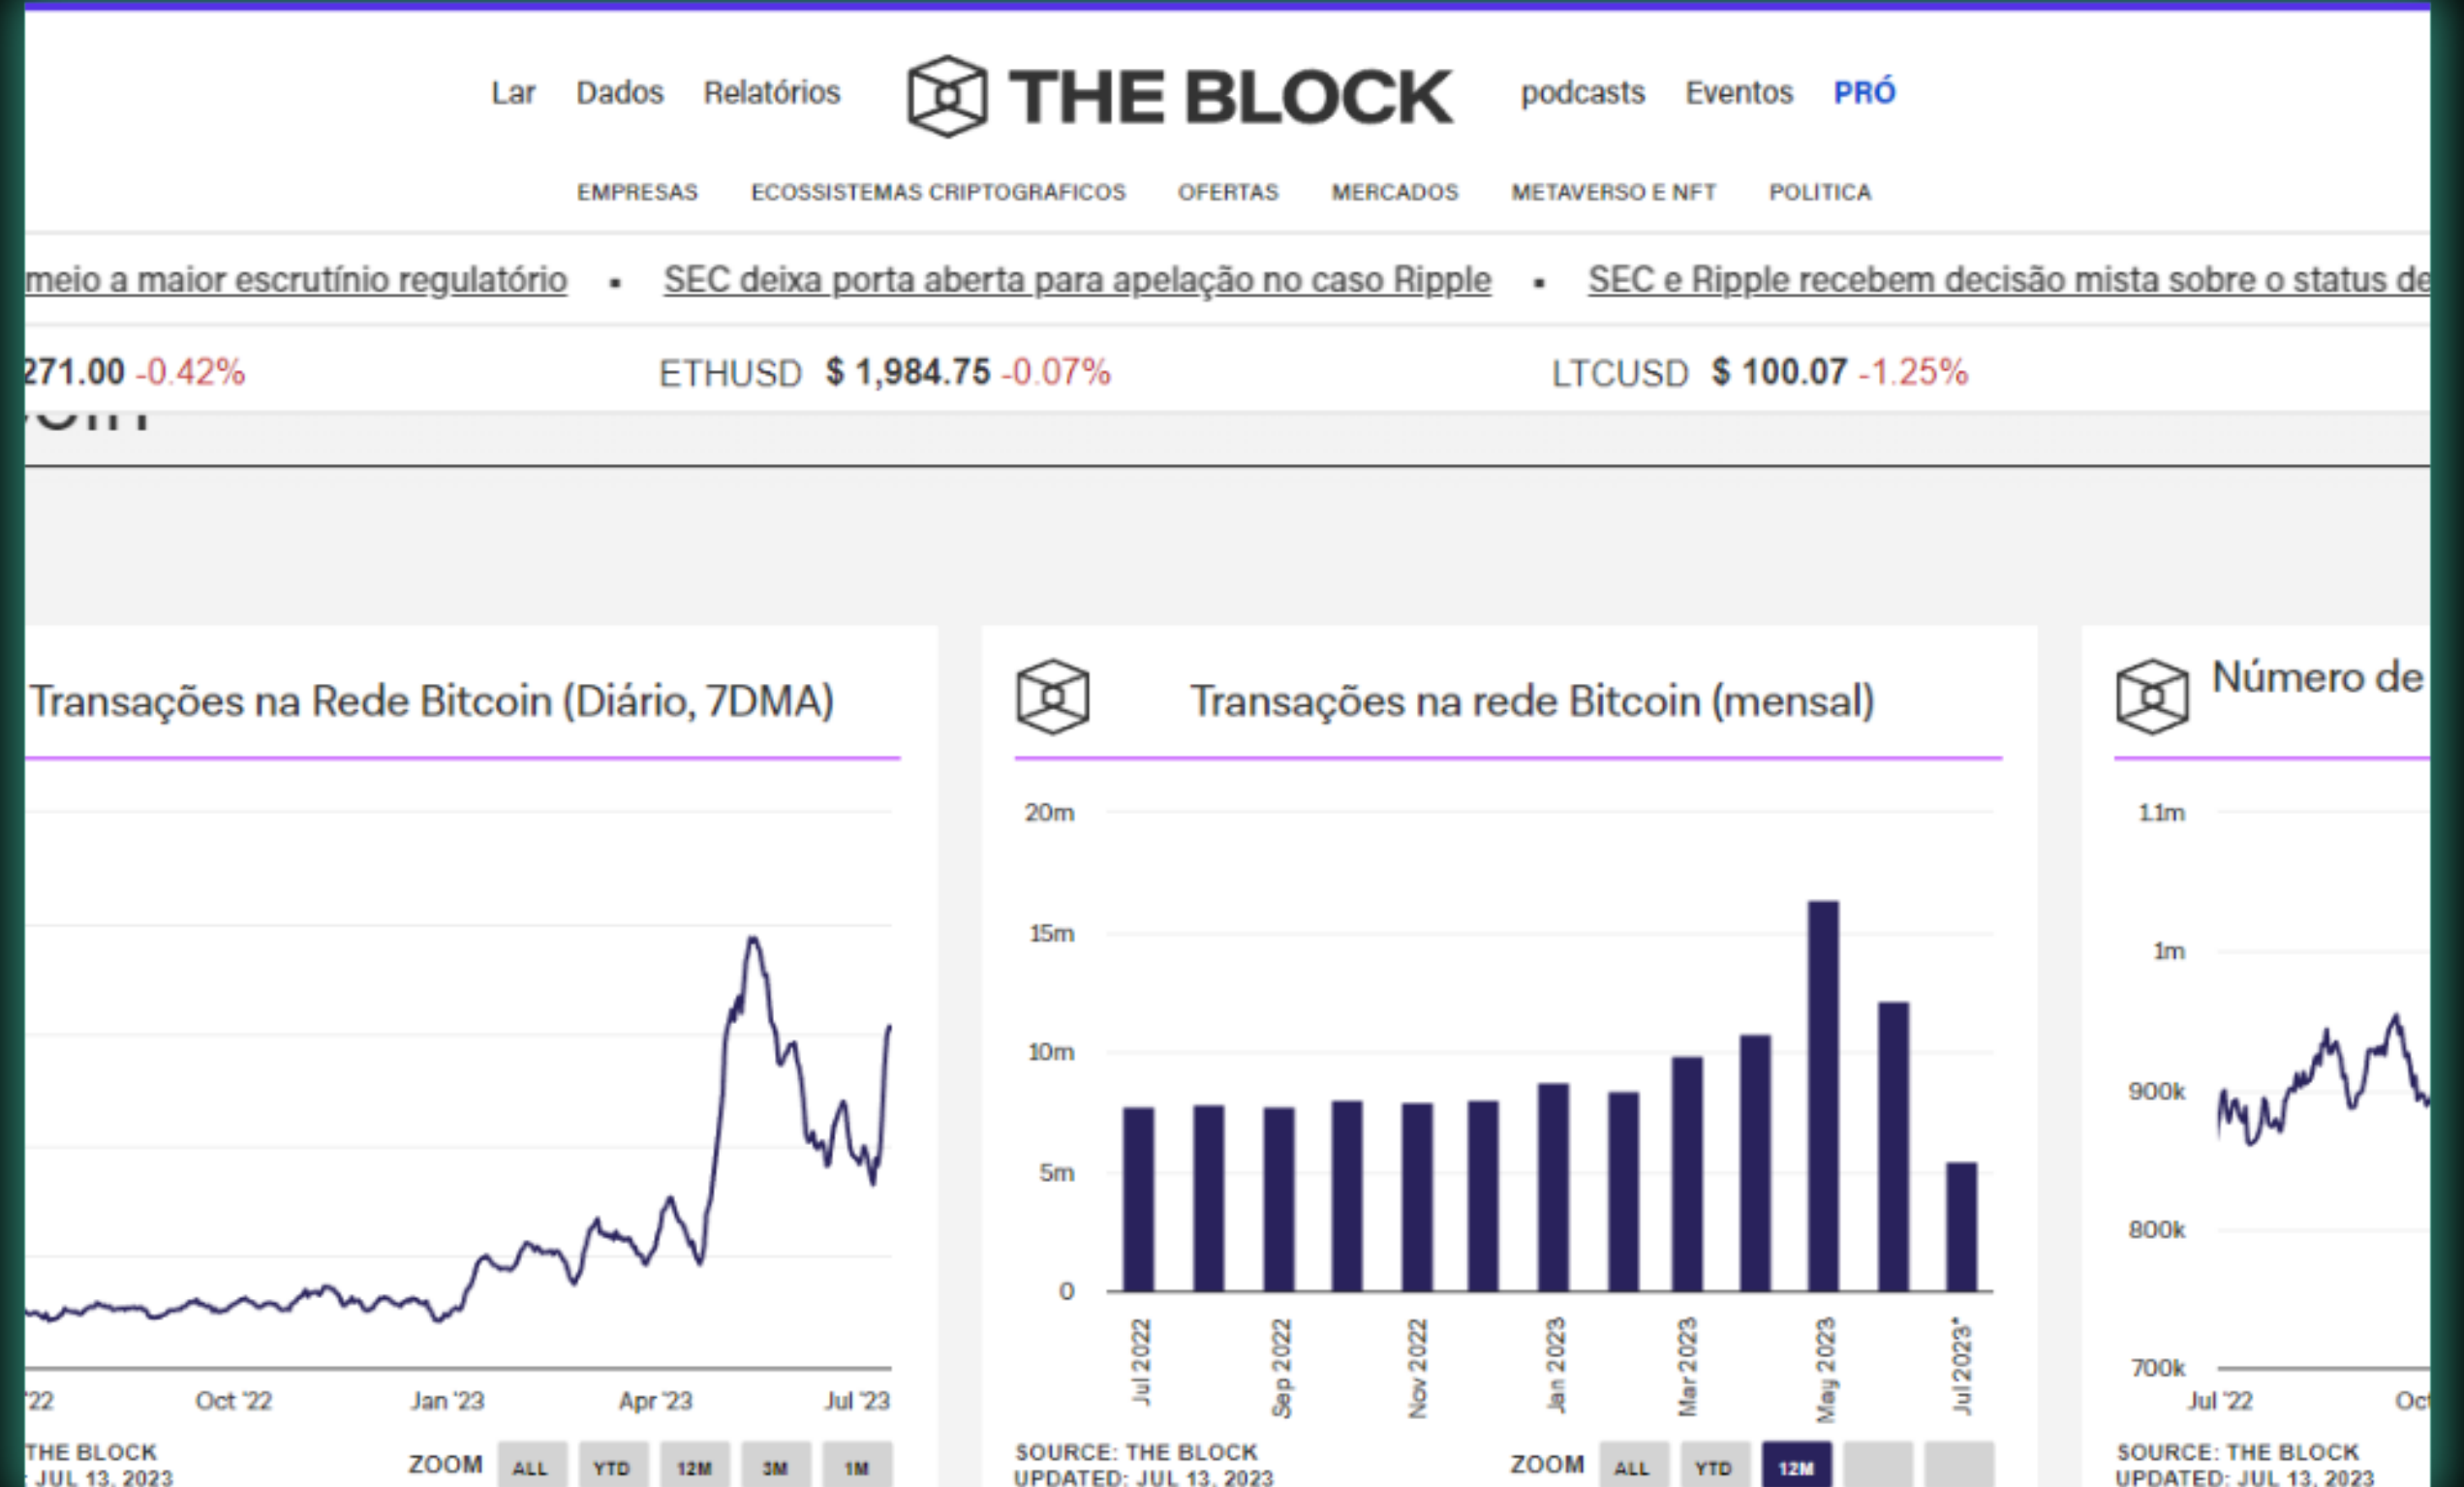 Lar Dados Relatórios THE BLOCK podcasts Eventos PRÓ
EMPRESAS ECOSSISTEMAS CRIPTOGRÁFICOS OFERTAS MERCADOS METAVERSO E NFT POLÍTICA
meio a maior escrutínio regulatório ▪ SEC deixa porta aberta para apelação no caso Ripple ▪ SEC e Ripple recebem decisão mista sobre o status de
271.00 -0.42% ETHUSD $ 1,984.75 -0.07% LTCUSD $ 100.07 -1.25%
Transações na Rede Bitcoin (Diário, 7DMA)
'22 Oct '22 Jan '23 Apr '23 Jul '23
THE BLOCK
: JUL 13, 2023
ZOOM ALL YTD 12M 3M 1M
Transações na rede Bitcoin (mensal)
20m
15m
10m
5m
0
Jul 2022
Sep 2022
Nov 2022
Jan 2023
Mar 2023
May 2023
Jul 2023*
SOURCE: THE BLOCK
UPDATED: JUL 13, 2023
ZOOM ALL YTD 12M
Número de
1.1m
1m
900k
800k
700k
Jul '22 Oct
SOURCE: THE BLOCK
UPDATED: JUL 13, 2023